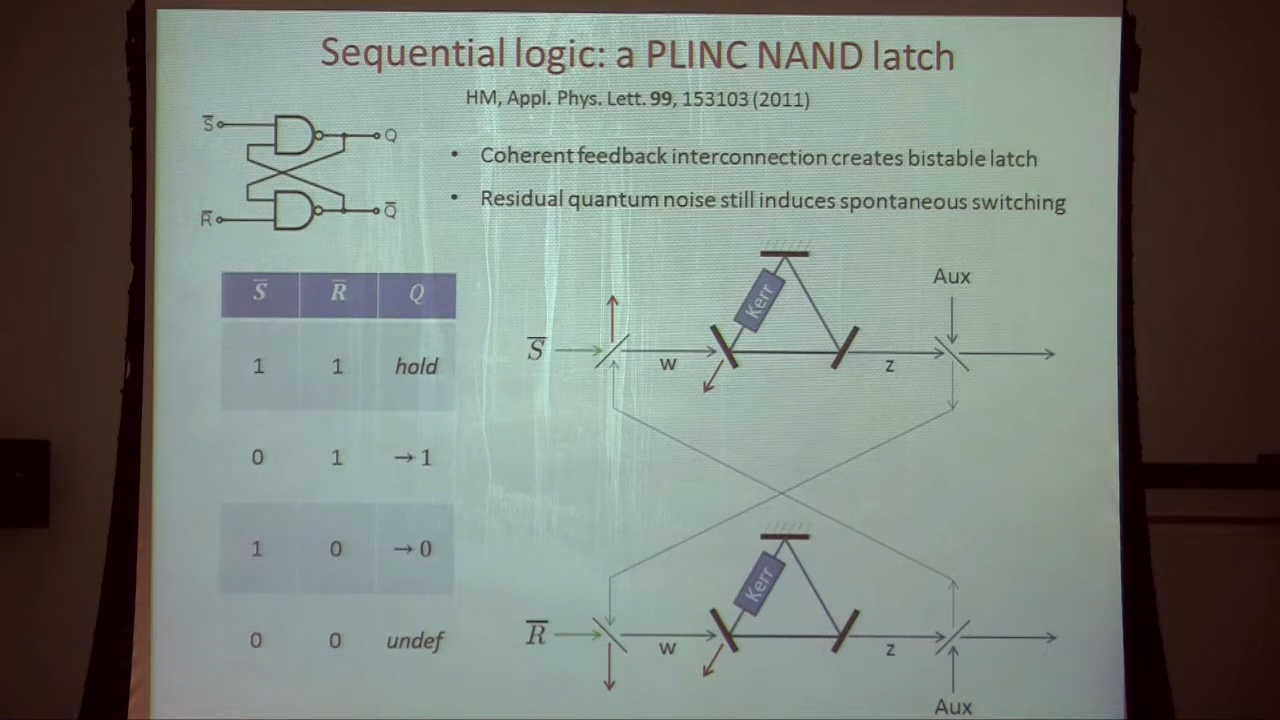 Sequential logic: a PLINC NAND latch
HM, Appl. Phys. Lett. 99, 153103 (2011)
S̅ Q
R̅ Q̅
• Coherent feedback interconnection creates bistable latch
• Residual quantum noise still induces spontaneous switching
S̅ R̅ Q
1 1 hold
0 1 → 1
1 0 → 0
0 0 undef
Kerr
Aux
S̅
w
z
Kerr
R̅
w
z
Aux